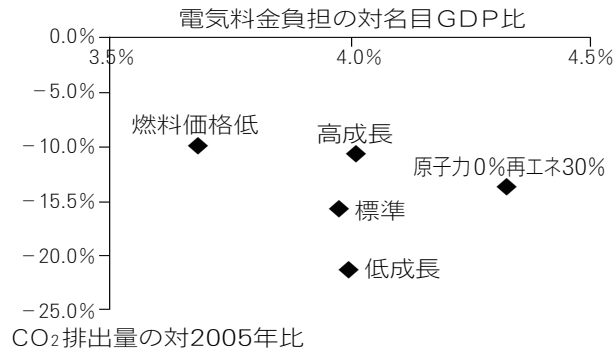 電気料金負担の対名目GDP比
0.0%
3.5%
4.0%
4.5%
−5.0%
燃料価格低
高成長
−10.0%
原子力0%再エネ30%
−15.5%
標準
−20.0%
低成長
−25.0%
CO₂排出量の対2005年比